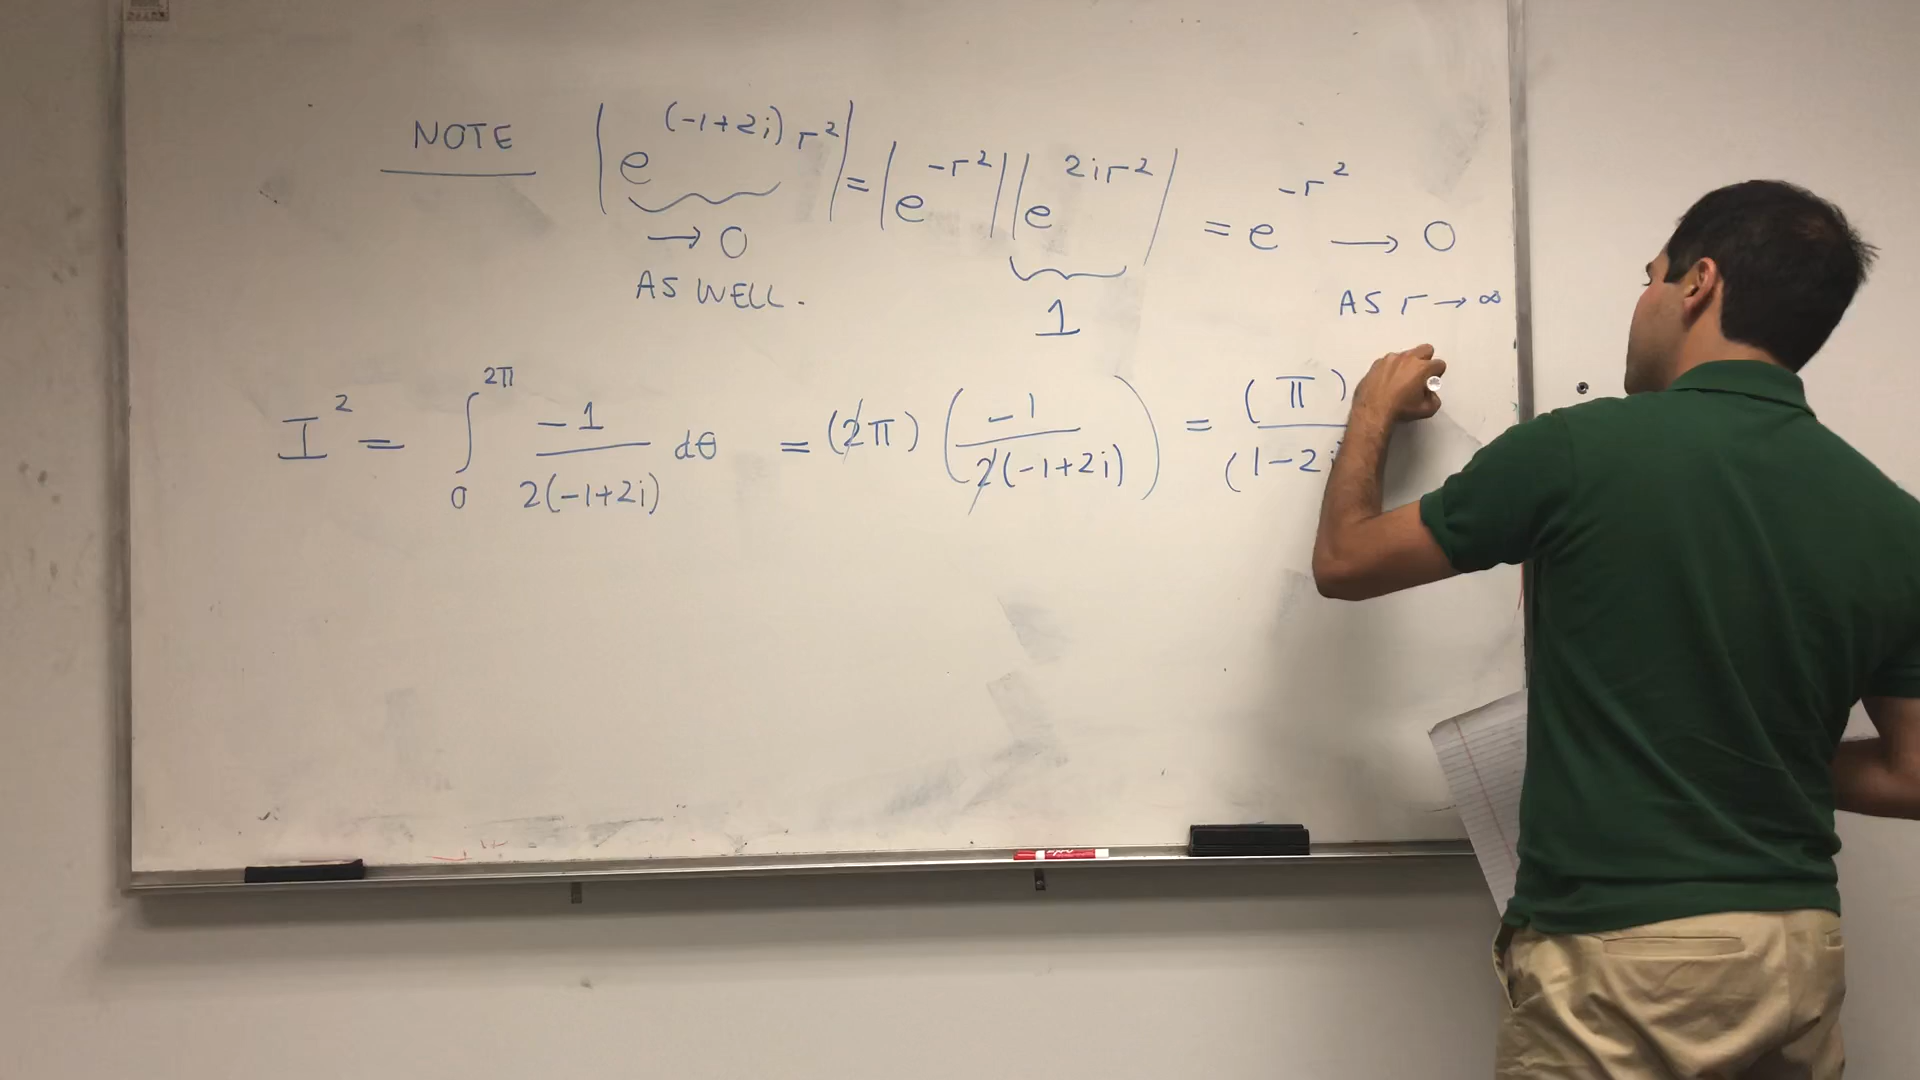 NOTE |e^{(-1+2i)r^2}| = |e^{-r^2}||e^{2ir^2}| = e^{-r^2} → 0
→ 0
AS WELL.
1
AS r → ∞
I^2 = ∫_0^{2π} -1/(2(-1+2i)) dθ = (2π)(-1/(2(-1+2i))) = (π)/(1-2i